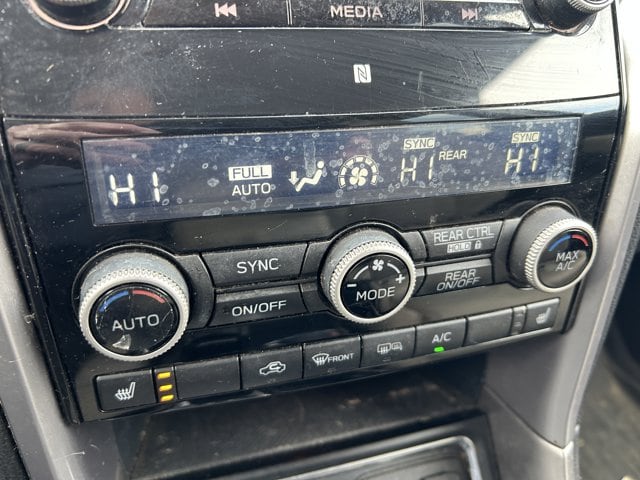 MEDIA
N
SYNC SYNC
HI FULL HI REAR HI
AUTO
SYNC REAR CTRL
HOLD
AUTO ON/OFF - MODE + REAR ON/OFF MAX A/C
FRONT A/C